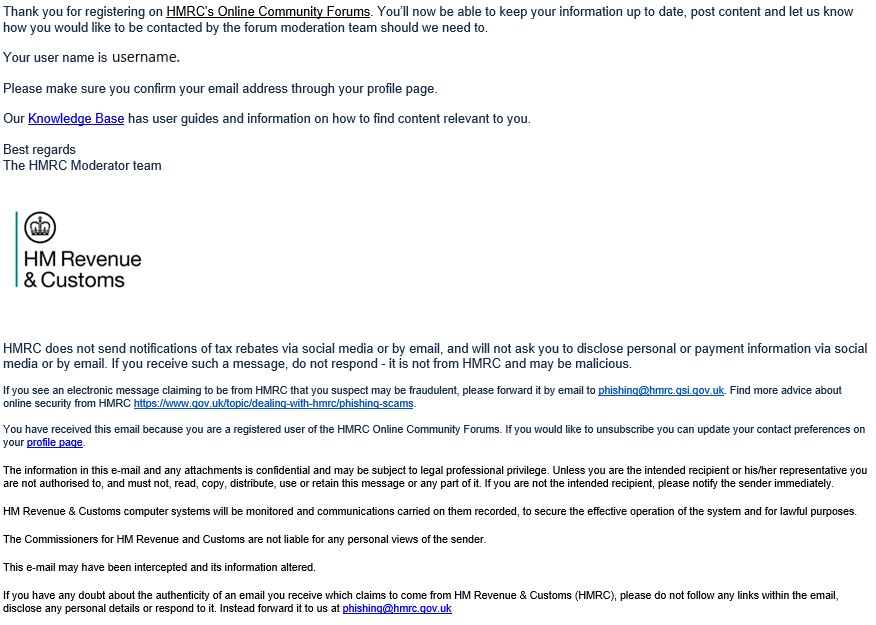 Thank you for registering on HMRC's Online Community Forums. You'll now be able to keep your information up to date, post content and let us know
how you would like to be contacted by the forum moderation team should we need to.
Your user name is username.
Please make sure you confirm your email address through your profile page.
Our Knowledge Base has user guides and information on how to find content relevant to you.
Best regards
The HMRC Moderator team
HM Revenue
& Customs
HMRC does not send notifications of tax rebates via social media or by email, and will not ask you to disclose personal or payment information via social
media or by email. If you receive such a message, do not respond - it is not from HMRC and may be malicious.
If you see an electronic message claiming to be from HMRC that you suspect may be fraudulent, please forward it by email to phishing@hmrc.gsi.gov.uk. Find more advice about
online security from HMRC https://www.gov.uk/topic/dealing-with-hmrc/phishing-scams.
You have received this email because you are a registered user of the HMRC Online Community Forums. If you would like to unsubscribe you can update your contact preferences on
your profile page.
The information in this e-mail and any attachments is confidential and may be subject to legal professional privilege. Unless you are the intended recipient or his/her representative you
are not authorised to, and must not, read, copy, distribute, use or retain this message or any part of it. If you are not the intended recipient, please notify the sender immediately.
HM Revenue & Customs computer systems will be monitored and communications carried on them recorded, to secure the effective operation of the system and for lawful purposes.
The Commissioners for HM Revenue and Customs are not liable for any personal views of the sender.
This e-mail may have been intercepted and its information altered.
If you have any doubt about the authenticity of an email you receive which claims to come from HM Revenue & Customs (HMRC), please do not follow any links within the email,
disclose any personal details or respond to it. Instead forward it to us at phishing@hmrc.gov.uk